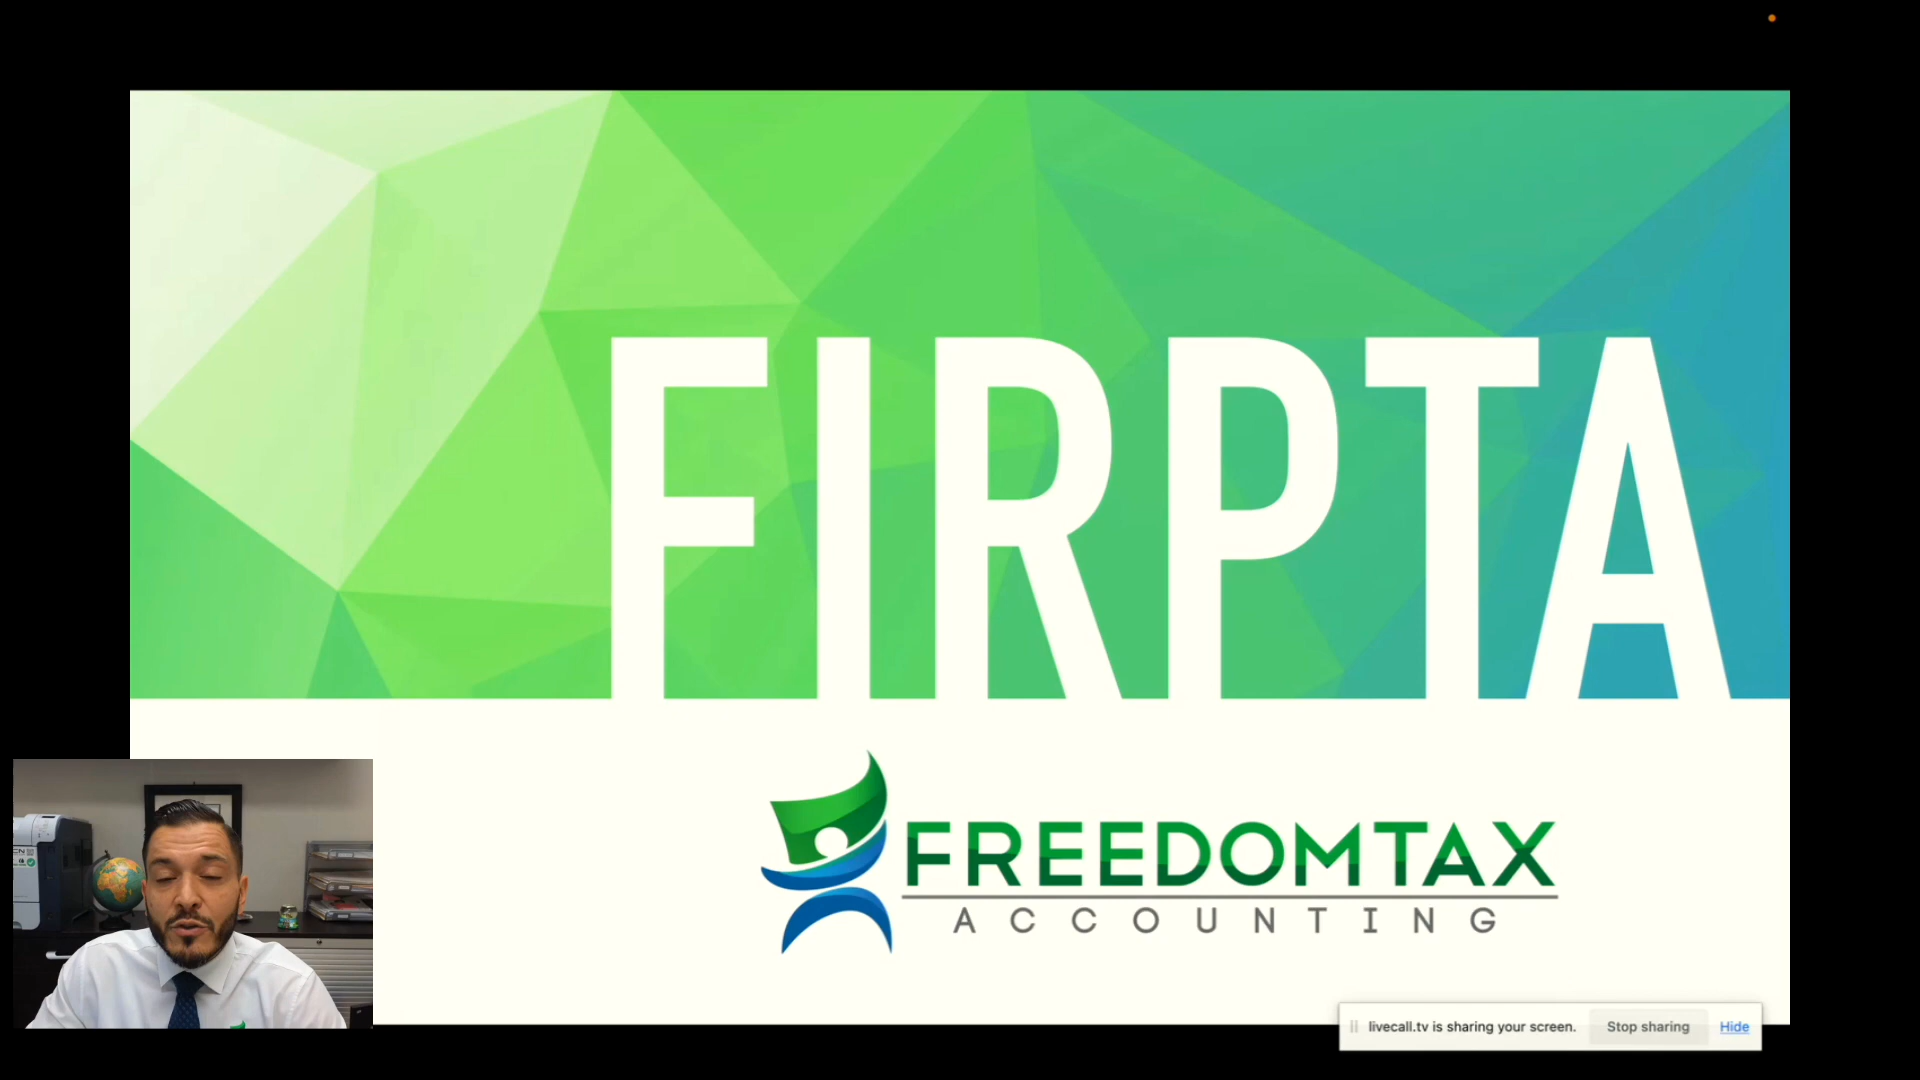 FIRPTA
FREEDOMTAX
ACCOUNTING
livecall.tv is sharing your screen. Stop sharing Hide